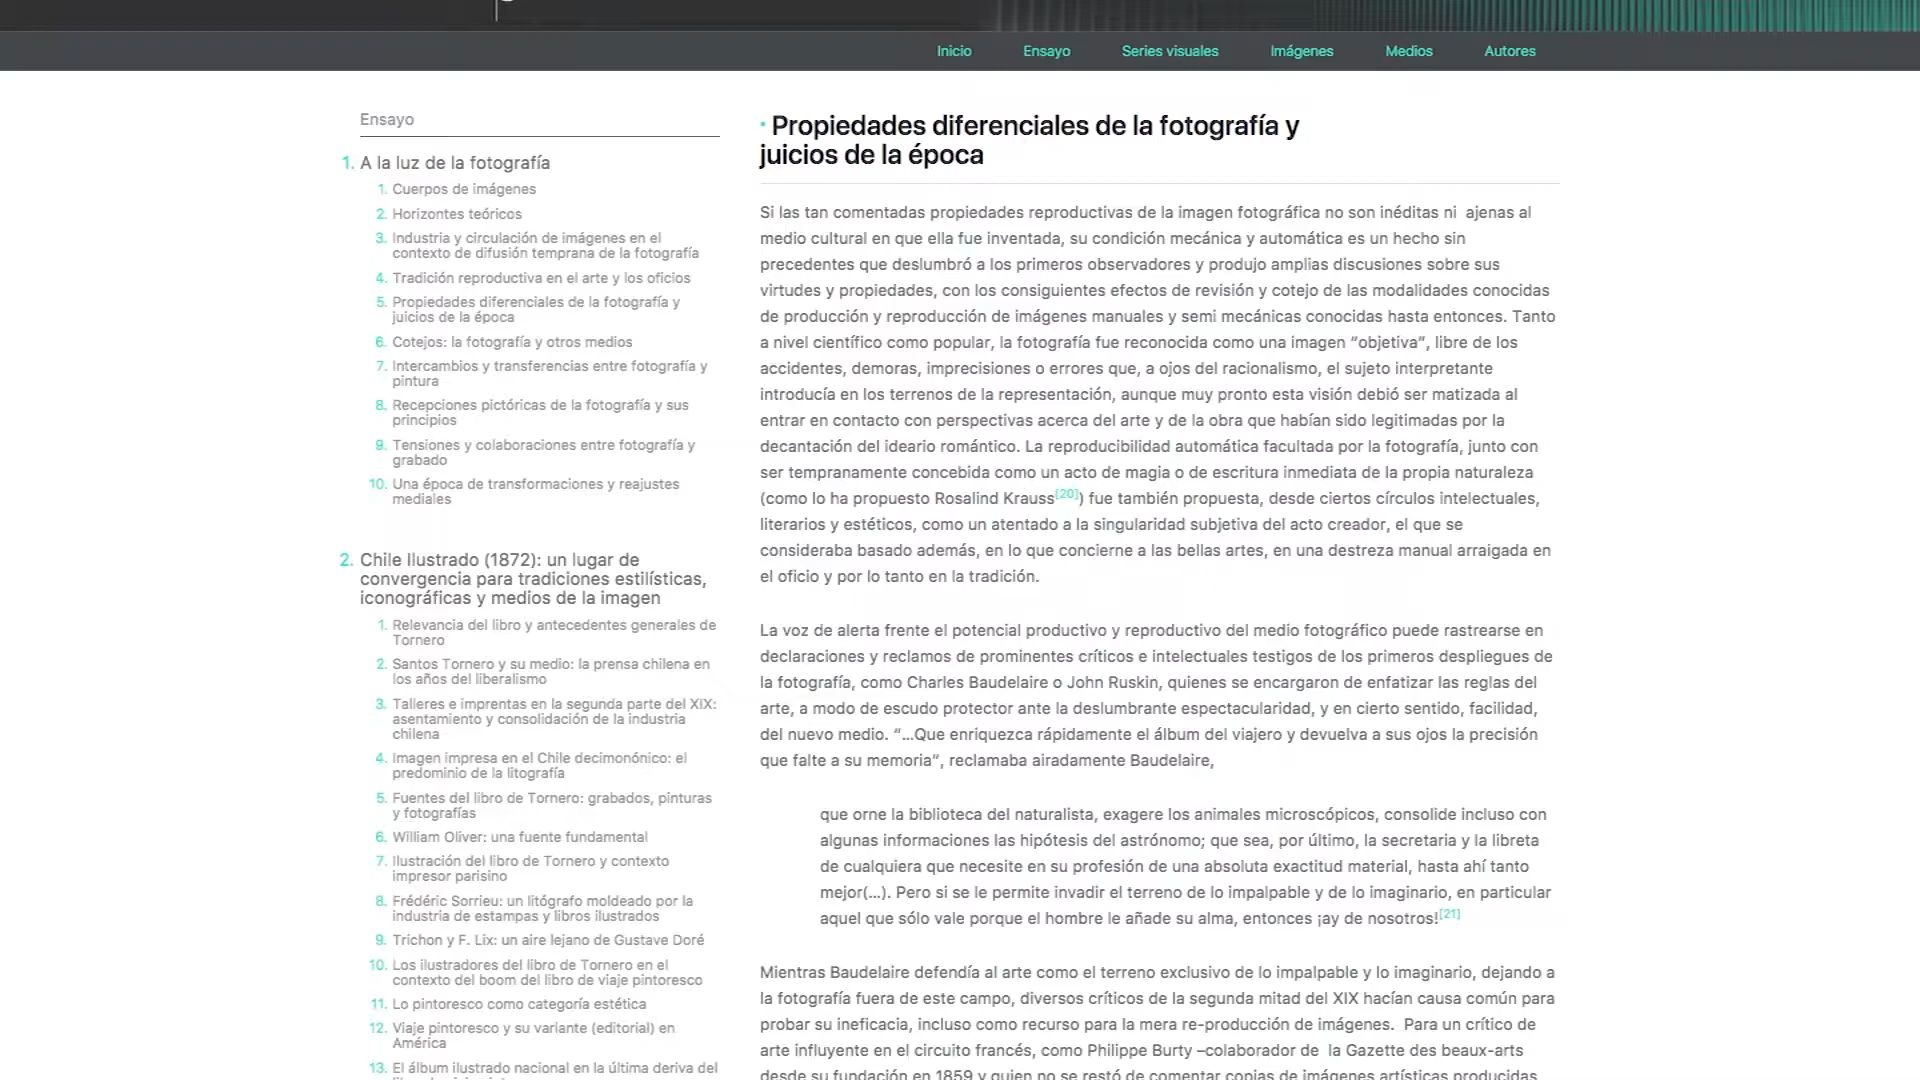 Inicio Ensayo Series visuales Imágenes Medios Autores
Ensayo
1. A la luz de la fotografía
1. Cuerpos de imágenes
2. Horizontes teóricos
3. Industria y circulación de imágenes en el
contexto de difusión temprana de la fotografía
4. Tradición reproductiva en el arte y los oficios
5. Propiedades diferenciales de la fotografía y
juicios de la época
6. Cotejos: la fotografía y otros medios
7. Intercambios y transferencias entre fotografía y
pintura
8. Recepciones pictóricas de la fotografía y sus
principios
9. Tensiones y colaboraciones entre fotografía y
grabado
10. Una época de transformaciones y reajustes
mediales
2. Chile Ilustrado (1872): un lugar de
convergencia para tradiciones estilísticas,
iconográficas y medios de la imagen
1. Relevancia del libro y antecedentes generales de
Tornero
2. Santos Tornero y su medio: la prensa chilena en
los años del liberalismo
3. Talleres e imprentas en la segunda parte del XIX:
asentamiento y consolidación de la industria
chilena
4. Imagen impresa en el Chile decimonónico: el
predominio de la litografía
5. Fuentes del libro de Tornero: grabados, pinturas
y fotografías
6. William Oliver: una fuente fundamental
7. Ilustración del libro de Tornero y contexto
impresor parisino
8. Frédéric Sorrieu: un litógrafo moldeado por la
industria de estampas y libros ilustrados
9. Trichon y F. Lix: un aire lejano de Gustave Doré
10. Los ilustradores del libro de Tornero en el
contexto del boom del libro de viaje pintoresco
11. Lo pintoresco como categoría estética
12. Viaje pintoresco y su variante (editorial) en
América
13. El álbum ilustrado nacional en la última deriva del
· Propiedades diferenciales de la fotografía y
juicios de la época
Si las tan comentadas propiedades reproductivas de la imagen fotográfica no son inéditas ni ajenas al
medio cultural en que ella fue inventada, su condición mecánica y automática es un hecho sin
precedentes que deslumbró a los primeros observadores y produjo amplias discusiones sobre sus
virtudes y propiedades, con los consiguientes efectos de revisión y cotejo de las modalidades conocidas
de producción y reproducción de imágenes manuales y semi mecánicas conocidas hasta entonces. Tanto
a nivel científico como popular, la fotografía fue reconocida como una imagen “objetiva”, libre de los
accidentes, demoras, imprecisiones o errores que, a ojos del racionalismo, el sujeto interpretante
introducía en los terrenos de la representación, aunque muy pronto esta visión debió ser matizada al
entrar en contacto con perspectivas acerca del arte y de la obra que habían sido legitimadas por la
decantación del ideario romántico. La reproducibilidad automática facultada por la fotografía, junto con
ser tempranamente concebida como un acto de magia o de escritura inmediata de la propia naturaleza
(como lo ha propuesto Rosalind Krauss[20]) fue también propuesta, desde ciertos círculos intelectuales,
literarios y estéticos, como un atentado a la singularidad subjetiva del acto creador, el que se
consideraba basado además, en lo que concierne a las bellas artes, en una destreza manual arraigada en
el oficio y por lo tanto en la tradición.
La voz de alerta frente el potencial productivo y reproductivo del medio fotográfico puede rastrearse en
declaraciones y reclamos de prominentes críticos e intelectuales testigos de los primeros despliegues de
la fotografía, como Charles Baudelaire o John Ruskin, quienes se encargaron de enfatizar las reglas del
arte, a modo de escudo protector ante la deslumbrante espectacularidad, y en cierto sentido, facilidad,
del nuevo medio. “…Que enriquezca rápidamente el álbum del viajero y devuelva a sus ojos la precisión
que falte a su memoria”, reclamaba airadamente Baudelaire,
que orne la biblioteca del naturalista, exagere los animales microscópicos, consolide incluso con
algunas informaciones las hipótesis del astrónomo; que sea, por último, la secretaria y la libreta
de cualquiera que necesite en su profesión de una absoluta exactitud material, hasta ahí tanto
mejor(…). Pero si se le permite invadir el terreno de lo impalpable y de lo imaginario, en particular
aquel que sólo vale porque el hombre le añade su alma, entonces ¡ay de nosotros![21]
Mientras Baudelaire defendía al arte como el terreno exclusivo de lo impalpable y lo imaginario, dejando a
la fotografía fuera de este campo, diversos críticos de la segunda mitad del XIX hacían causa común para
probar su ineficacia, incluso como recurso para la mera re-producción de imágenes. Para un crítico de
arte influyente en el circuito francés, como Philippe Burty –colaborador de la Gazette des beaux-arts
desde su fundación en 1859 y quien no se restó de comentar copias de imágenes artísticas producidas